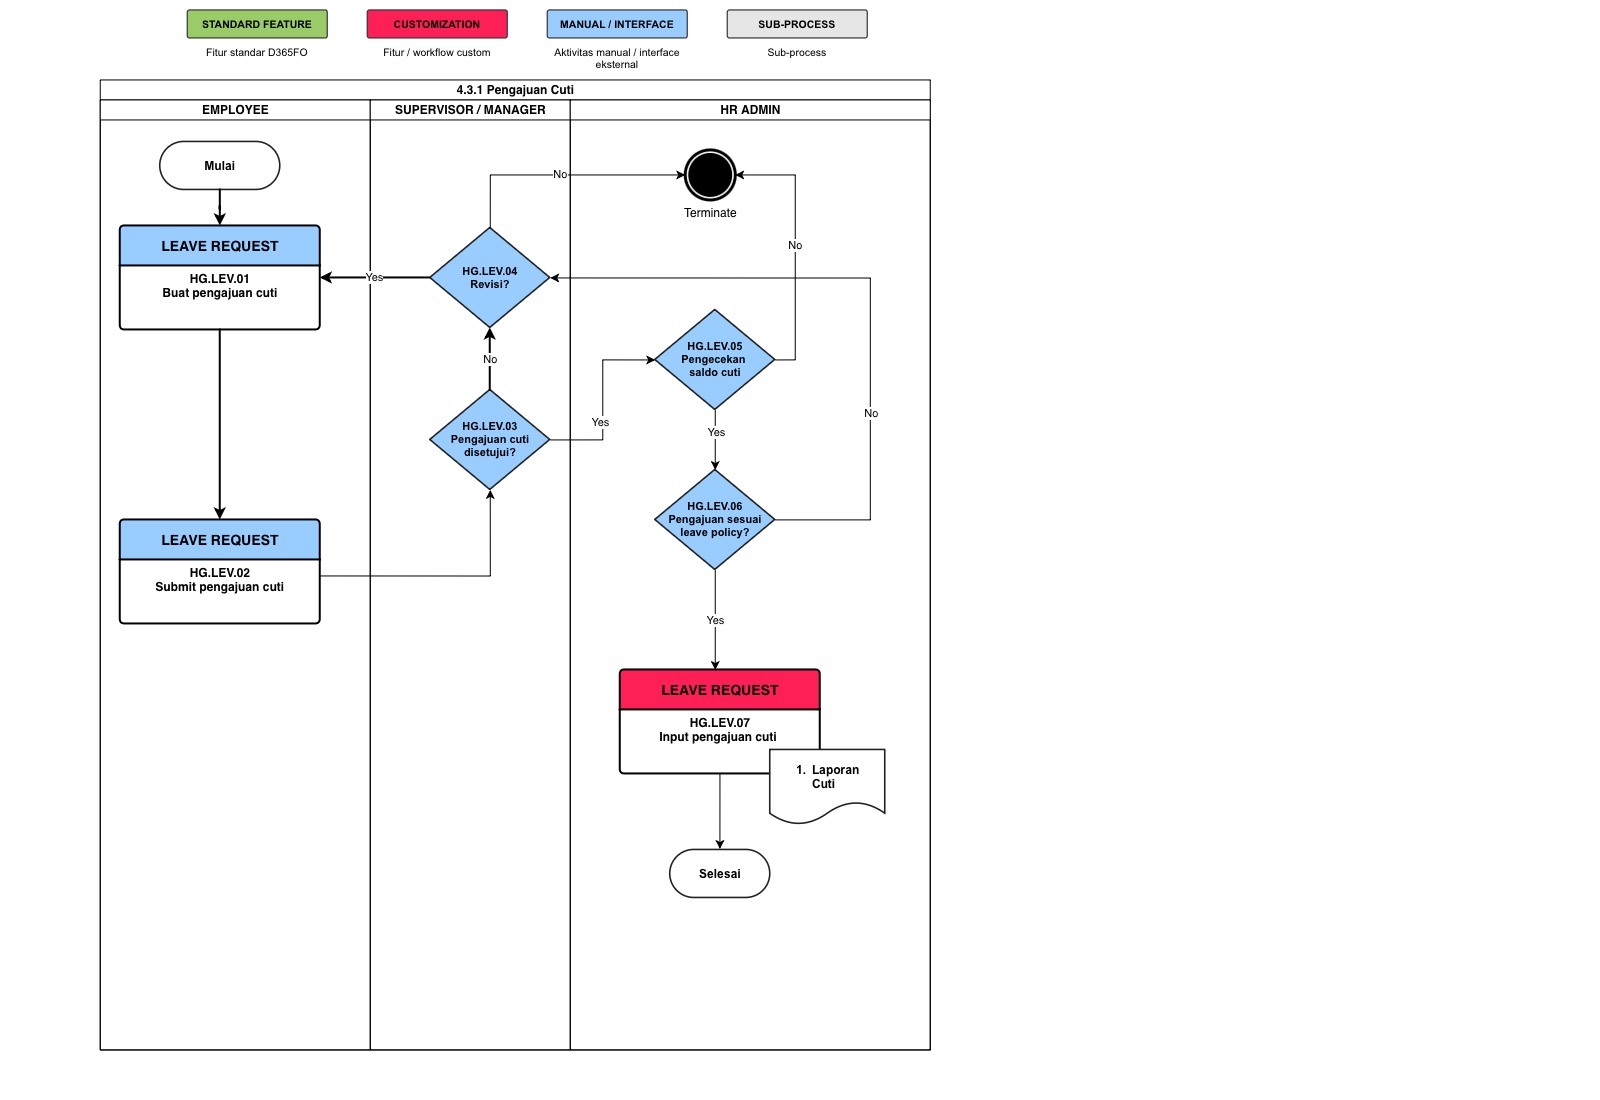 STANDARD FEATURE
CUSTOMIZATION
MANUAL / INTERFACE
SUB-PROCESS
Fitur standar D365FO
Fitur / workflow custom
Aktivitas manual / interface
eksternal
Sub-process
4.3.1 Pengajuan Cuti
EMPLOYEE
SUPERVISOR / MANAGER
HR ADMIN
Mulai
No
Terminate
LEAVE REQUEST
HG.LEV.01
Buat pengajuan cuti
Yes
HG.LEV.04
Revisi?
No
No
HG.LEV.05
Pengecekan
saldo cuti
No
Yes
Yes
HG.LEV.03
Pengajuan cuti
disetujui?
HG.LEV.06
Pengajuan sesuai
leave policy?
LEAVE REQUEST
HG.LEV.02
Submit pengajuan cuti
Yes
LEAVE REQUEST
HG.LEV.07
Input pengajuan cuti
1. Laporan
Cuti
Selesai